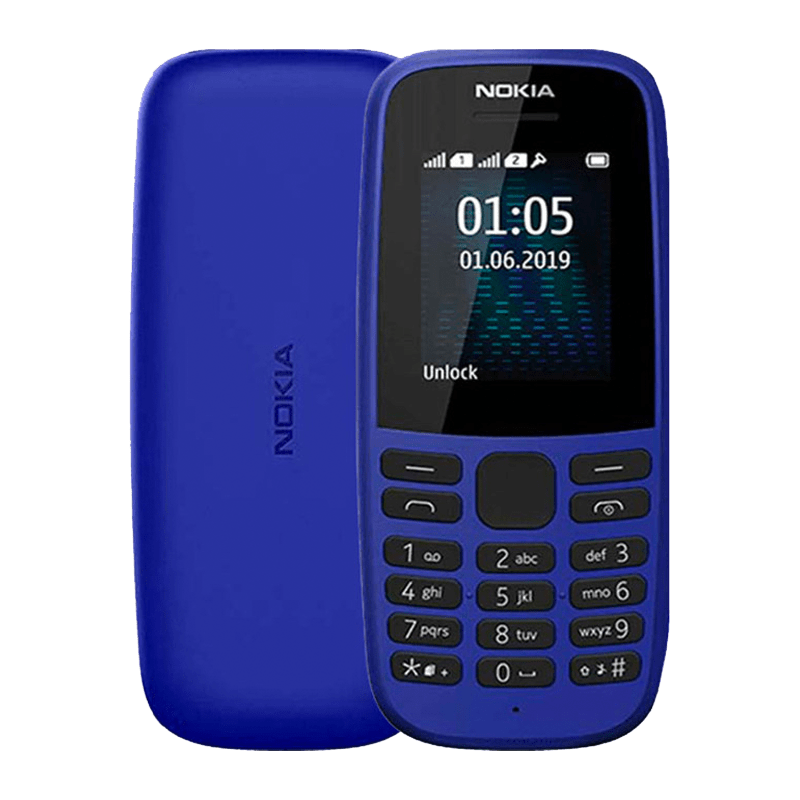 NOKIA
1 2
01:05
01.06.2019
Unlock
NOKIA
1
2 abc
def 3
4 ghi
5 jkl
mno 6
7 pqrs
8 tuv
wxyz 9
* +
0
#